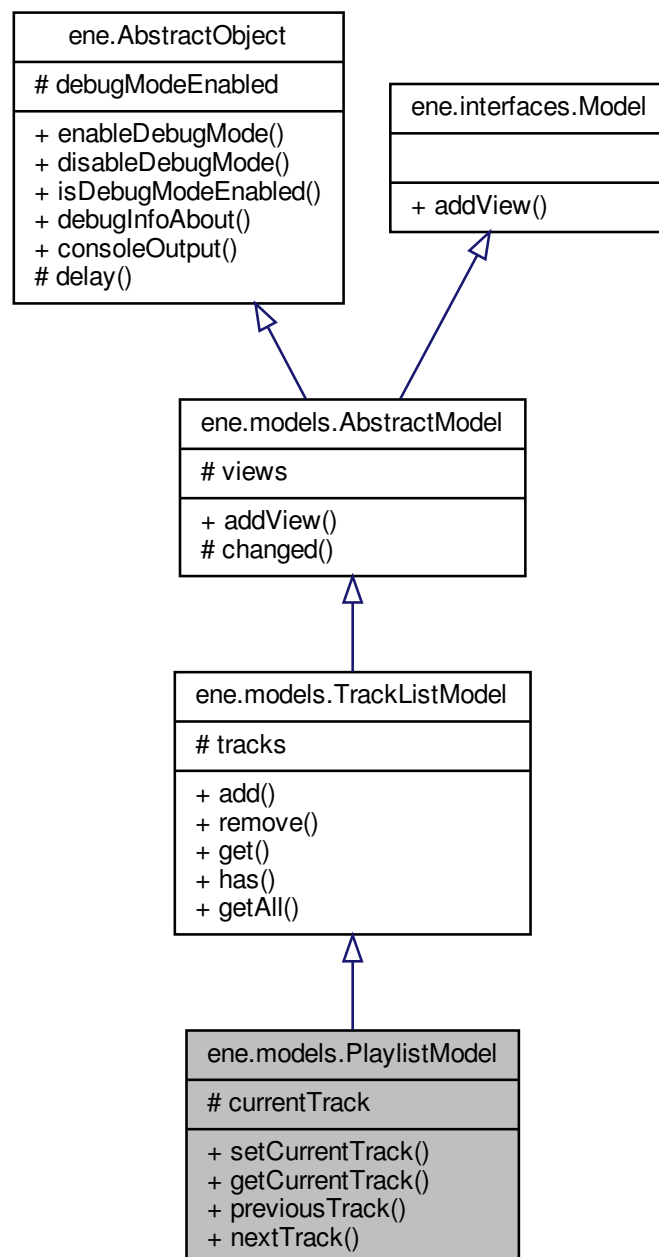 ene.AbstractObject
# debugModeEnabled
+ enableDebugMode()
+ disableDebugMode()
+ isDebugModeEnabled()
+ debugInfoAbout()
+ consoleOutput()
# delay()
ene.interfaces.Model
+ addView()
ene.models.AbstractModel
# views
+ addView()
# changed()
ene.models.TrackListModel
# tracks
+ add()
+ remove()
+ get()
+ has()
+ getAll()
ene.models.PlaylistModel
# currentTrack
+ setCurrentTrack()
+ getCurrentTrack()
+ previousTrack()
+ nextTrack()